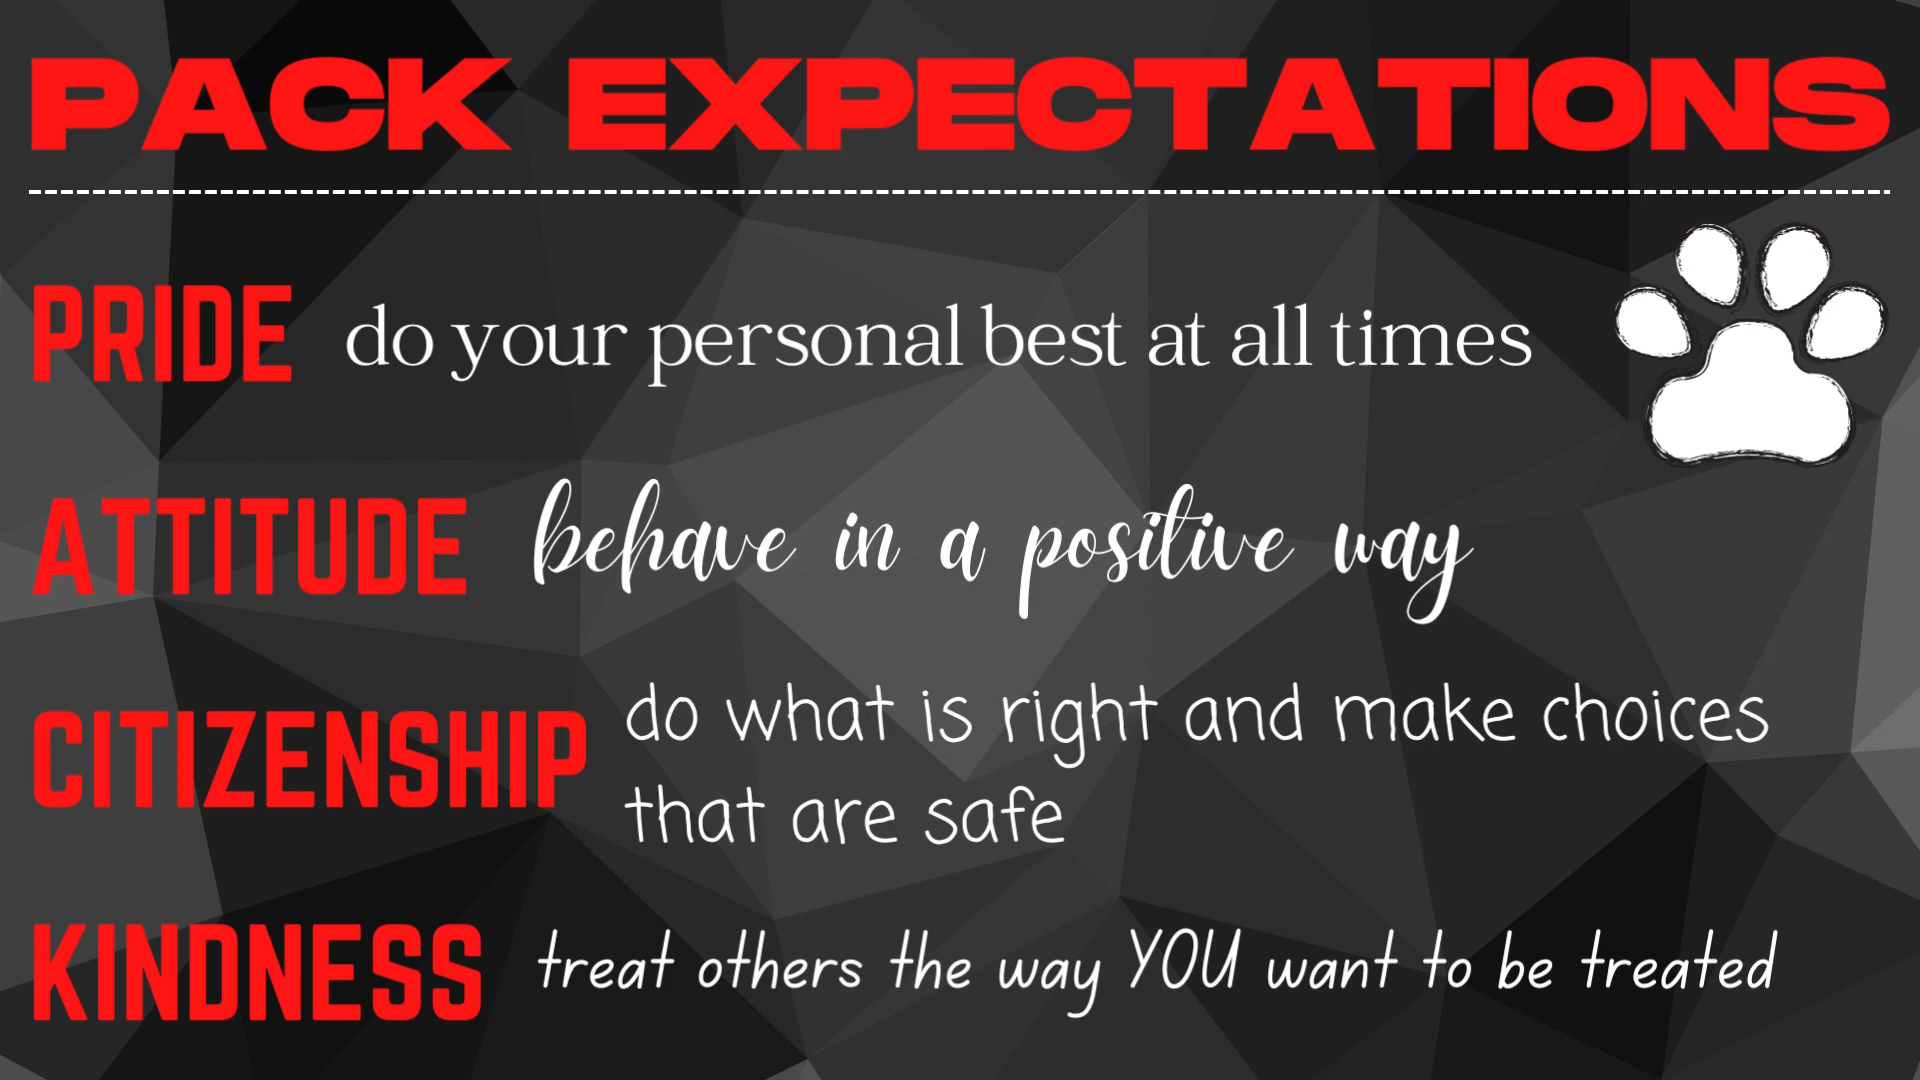 PACK EXPECTATIONS
PRIDE do your personal best at all times
ATTITUDE behave in a positive way
CITIZENSHIP do what is right and make choices
that are safe
KINDNESS treat others the way YOU want to be treated